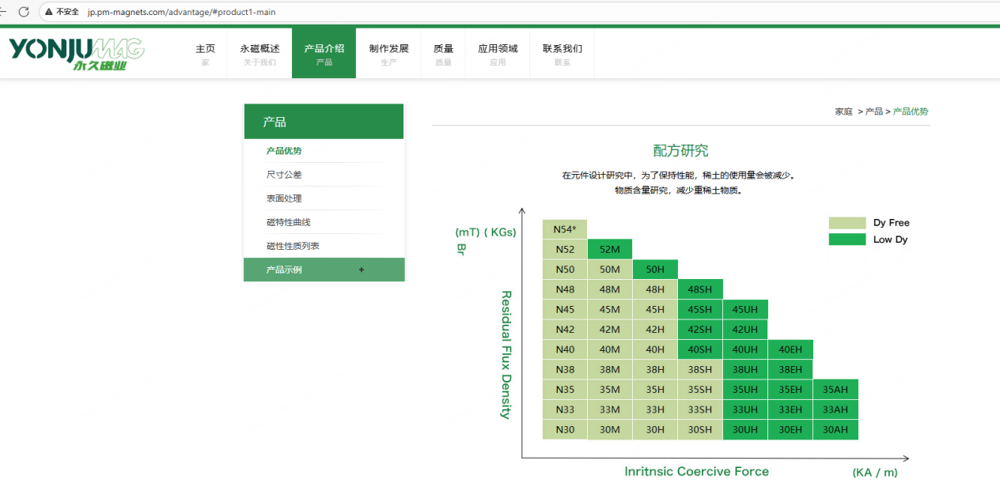 不安全 jp.pm-magnets.com/advantage/#product1-main
YONJUMAG
永久磁业
主页 永磁概述 产品介绍 制作发展 质量 应用领域 联系我们
家 关于我们 产品 生产 质量 应用 联系
家庭 > 产品 > 产品优势
产品
产品优势
尺寸公差
表面处理
磁特性曲线
磁性性质列表
产品示例 +
配方研究
在元件设计研究中，为了保持性能，稀土的使用量会被减少。
物质含量研究，减少重稀土物质。
(mT) ( KGs)
Br
Residual Flux Density
Dy Free
Low Dy
N54*
N52 52M
N50 50M 50H
N48 48M 48H 48SH
N45 45M 45H 45SH 45UH
N42 42M 42H 42SH 42UH
N40 40M 40H 40SH 40UH 40EH
N38 38M 38H 38SH 38UH 38EH
N35 35M 35H 35SH 35UH 35EH 35AH
N33 33M 33H 33SH 33UH 33EH 33AH
N30 30M 30H 30SH 30UH 30EH 30AH
Inritnsic Coercive Force (KA / m)